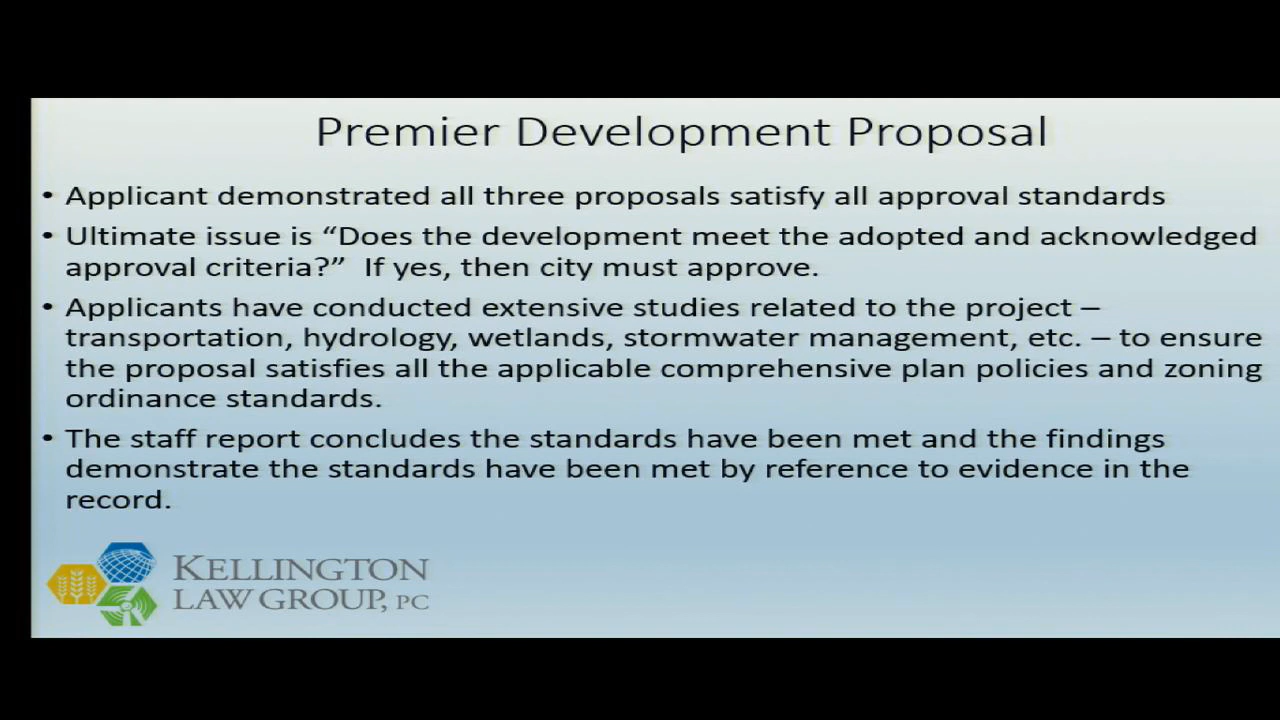 Premier Development Proposal
• Applicant demonstrated all three proposals satisfy all approval standards
• Ultimate issue is “Does the development meet the adopted and acknowledged
approval criteria?”  If yes, then city must approve.
• Applicants have conducted extensive studies related to the project –
transportation, hydrology, wetlands, stormwater management, etc. – to ensure
the proposal satisfies all the applicable comprehensive plan policies and zoning
ordinance standards.
• The staff report concludes the standards have been met and the findings
demonstrate the standards have been met by reference to evidence in the
record.
KELLINGTON
LAW GROUP, PC